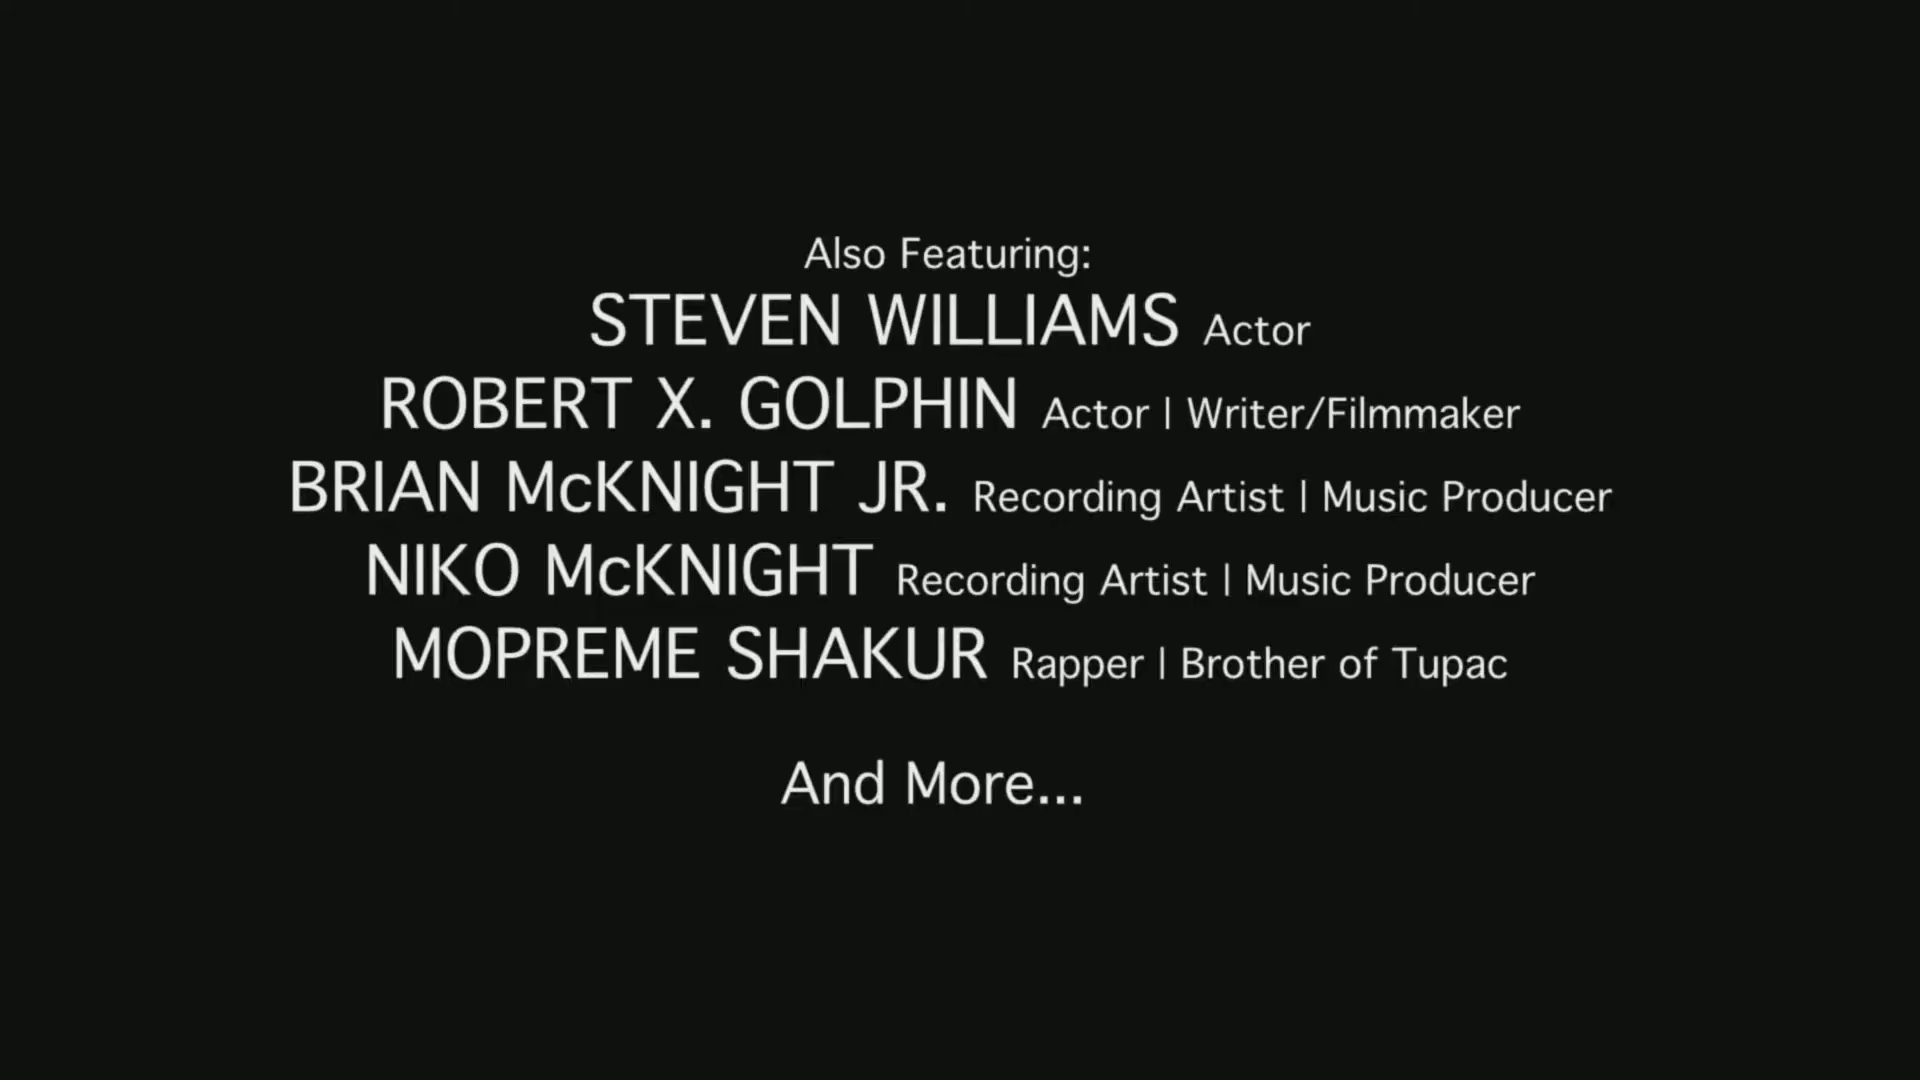 Also Featuring:
STEVEN WILLIAMS Actor
ROBERT X. GOLPHIN Actor | Writer/Filmmaker
BRIAN McKNIGHT JR. Recording Artist | Music Producer
NIKO McKNIGHT Recording Artist | Music Producer
MOPREME SHAKUR Rapper | Brother of Tupac
And More...